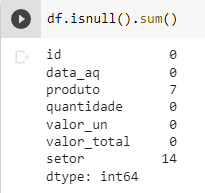 df.isnull().sum()
id 0
data_aq 0
produto 7
quantidade 0
valor_un 0
valor_total 0
setor 14
dtype: int64